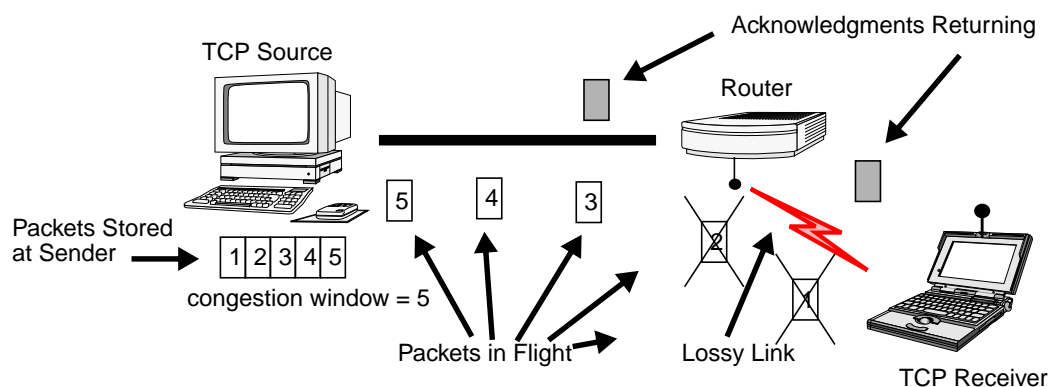 Acknowledgments Returning
TCP Source
Router
5
4
3
2
1
Packets Stored
at Sender
1 2 3 4 5
congestion window = 5
Packets in Flight
Lossy Link
TCP Receiver